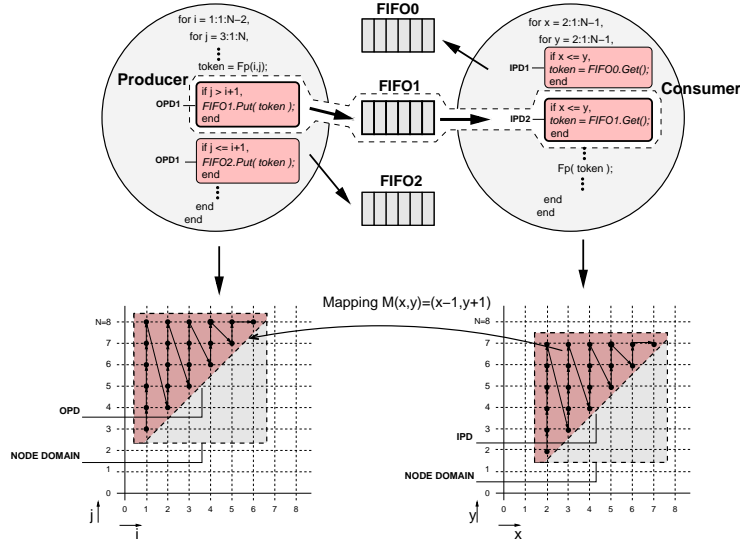 for i = 1:1:N-2,
for j = 3:1:N,
token = Fp(i,j);
Producer
OPD1
if j > i+1,
FIFO1.Put( token );
end
OPD1
if j <= i+1,
FIFO2.Put( token );
end
end
end
FIFO0
FIFO1
FIFO2
for x = 2:1:N-1,
for y = 2:1:N-1,
IPD1
if x <= y,
token = FIFO0.Get();
end
Consumer
IPD2
if x <= y,
token = FIFO1.Get();
end
Fp( token );
end
end
Mapping M(x,y)=(x-1,y+1)
N=8
7
6
5
4
3
2
1
0
0 1 2 3 4 5 6 7 8
OPD
NODE DOMAIN
j
i
N=8
7
6
5
4
3
2
1
0
0 1 2 3 4 5 6 7 8
IPD
NODE DOMAIN
y
x